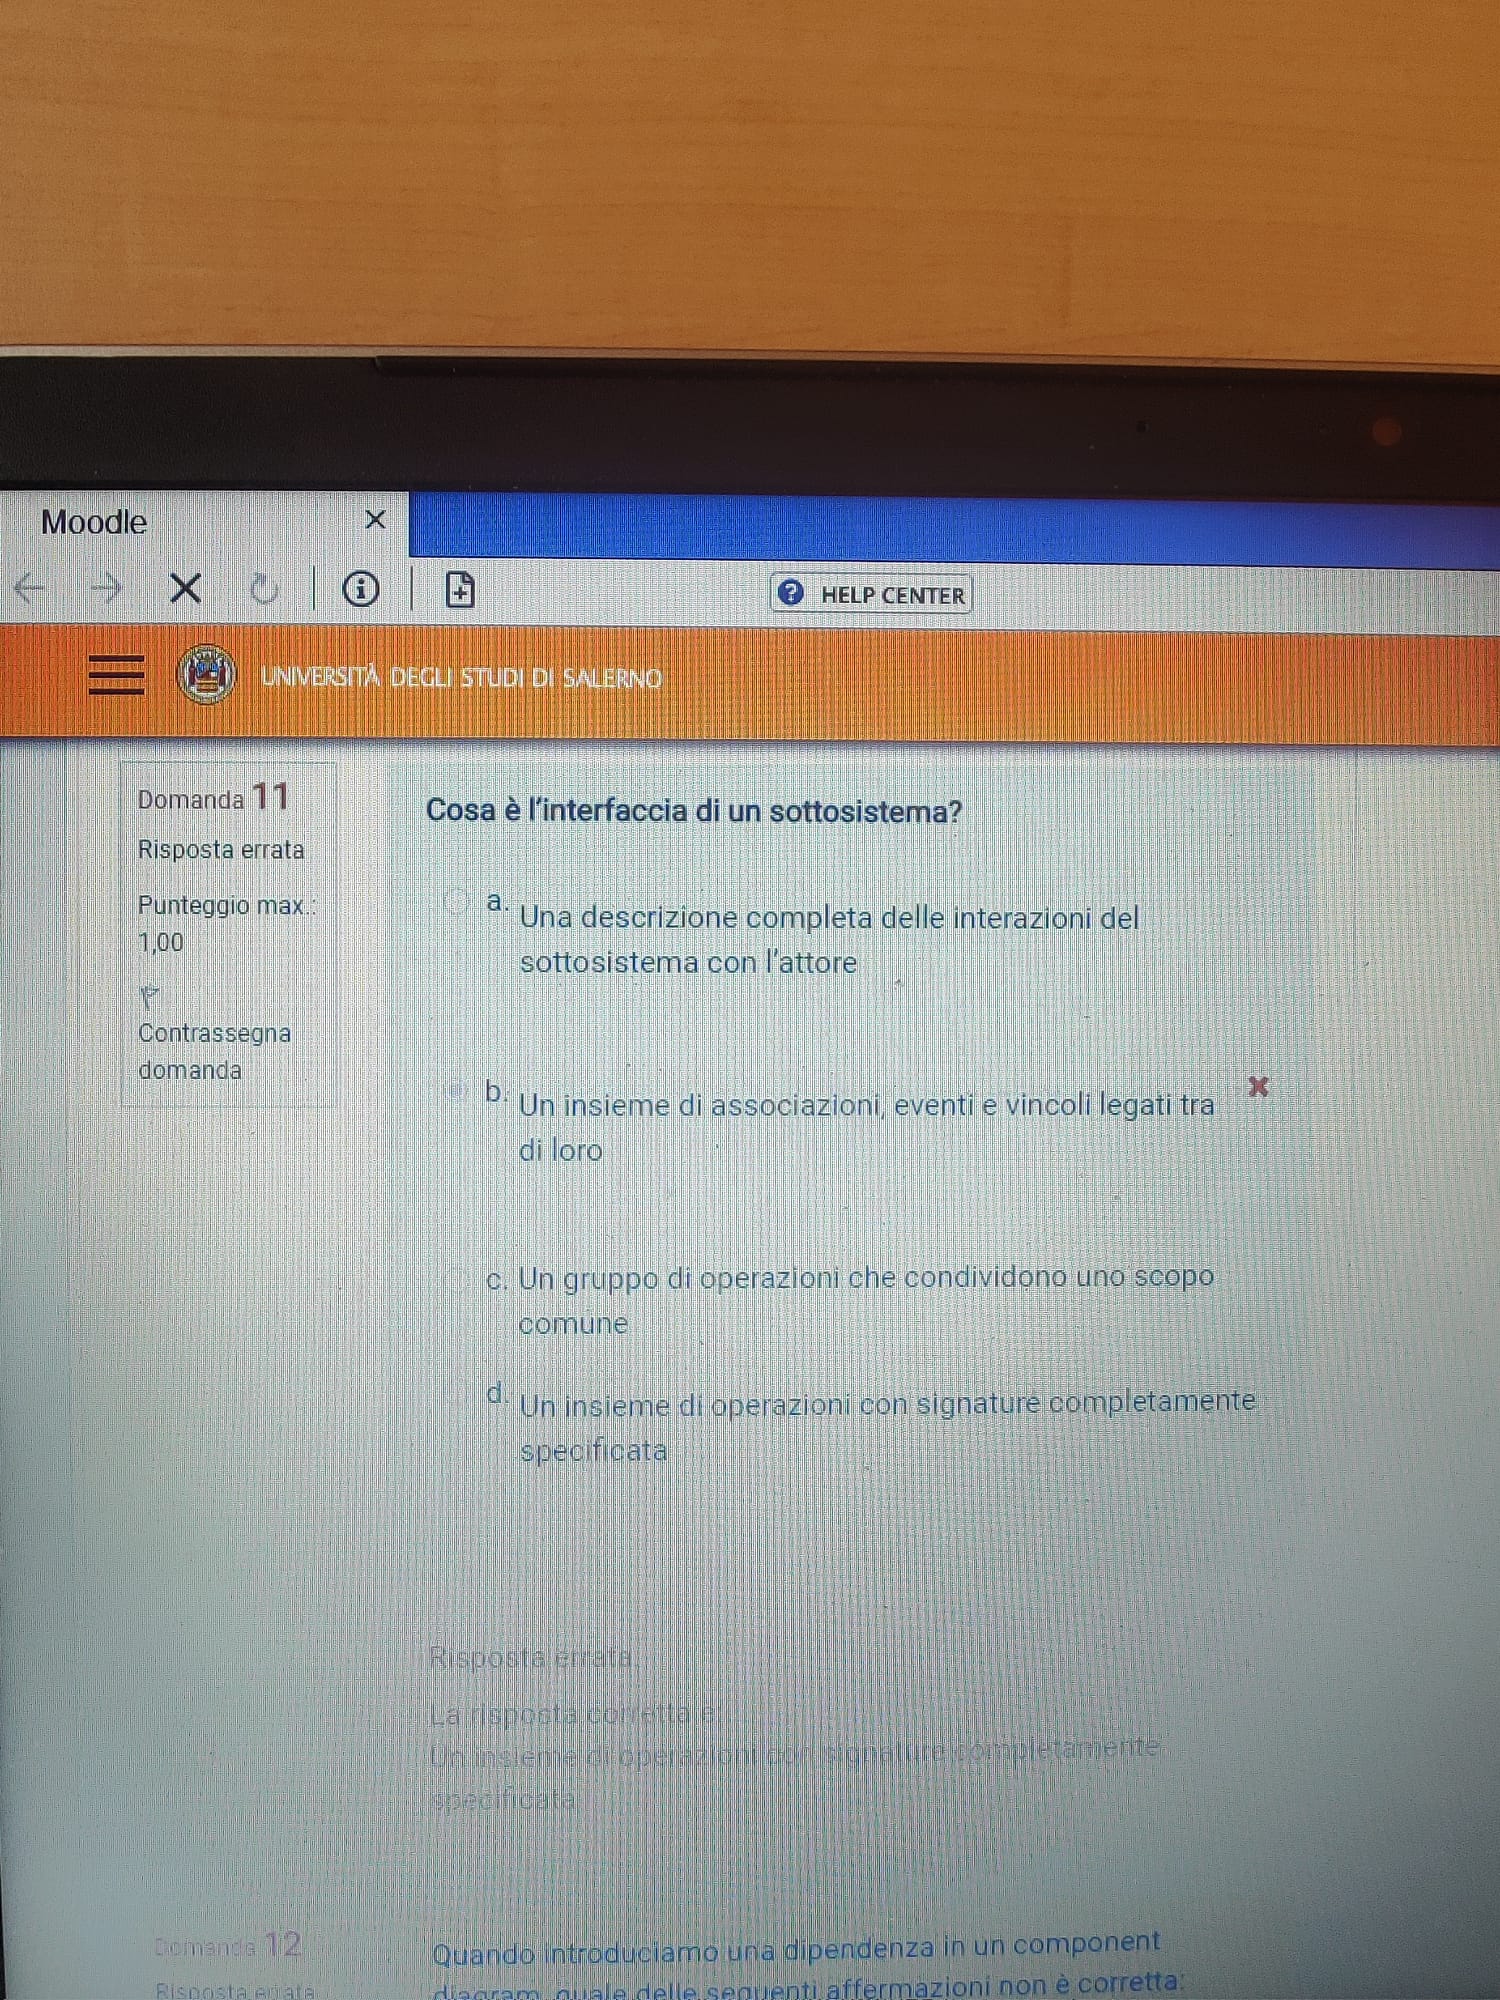 Moodle
HELP CENTER
UNIVERSITÀ DEGLI STUDI DI SALERNO
Domanda 11
Risposta errata
Punteggio max.:
1,00
Contrassegna
domanda
Cosa è l'interfaccia di un sottosistema?
a. Una descrizione completa delle interazioni del
sottosistema con l'attore
b. Un insieme di associazioni, eventi e vincoli legati tra
di loro
c. Un gruppo di operazioni che condividono uno scopo
comune
d. Un insieme di operazioni con signature completamente
specificata
Risposta errata.
La risposta corretta è:
Un insieme di operazioni con signature completamente
specificata
Domanda 12
Risposta errata
Quando introduciamo una dipendenza in un component
diagram, quale delle seguenti affermazioni non è corretta: